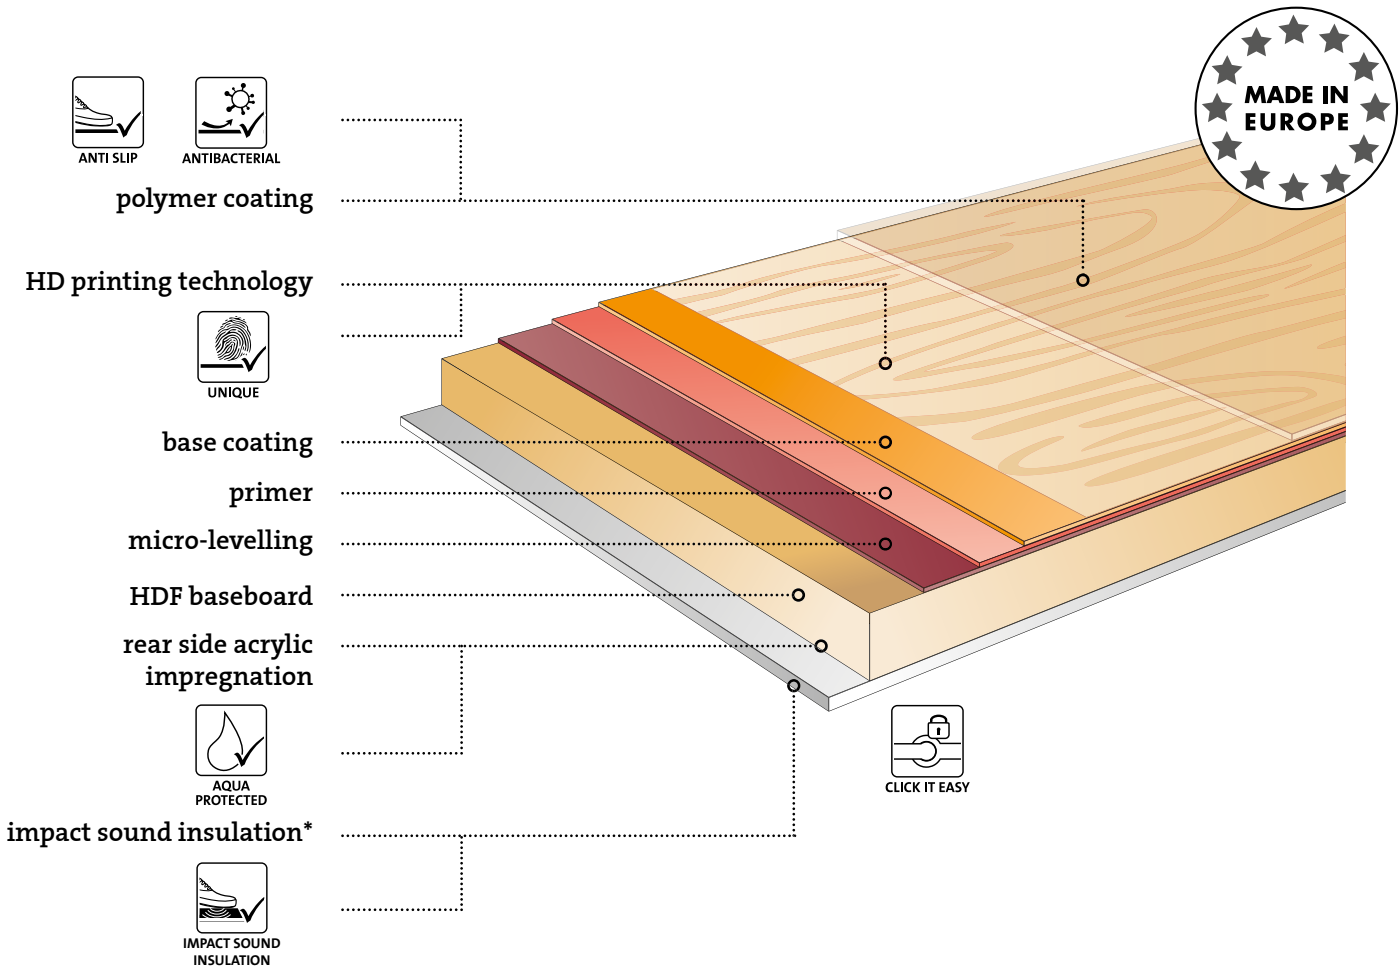 MADE IN
EUROPE
ANTI SLIP
ANTIBACTERIAL
polymer coating
HD printing technology
UNIQUE
base coating
primer
micro-levelling
HDF baseboard
rear side acrylic
impregnation
AQUA
PROTECTED
CLICK IT EASY
impact sound insulation*
IMPACT SOUND
INSULATION